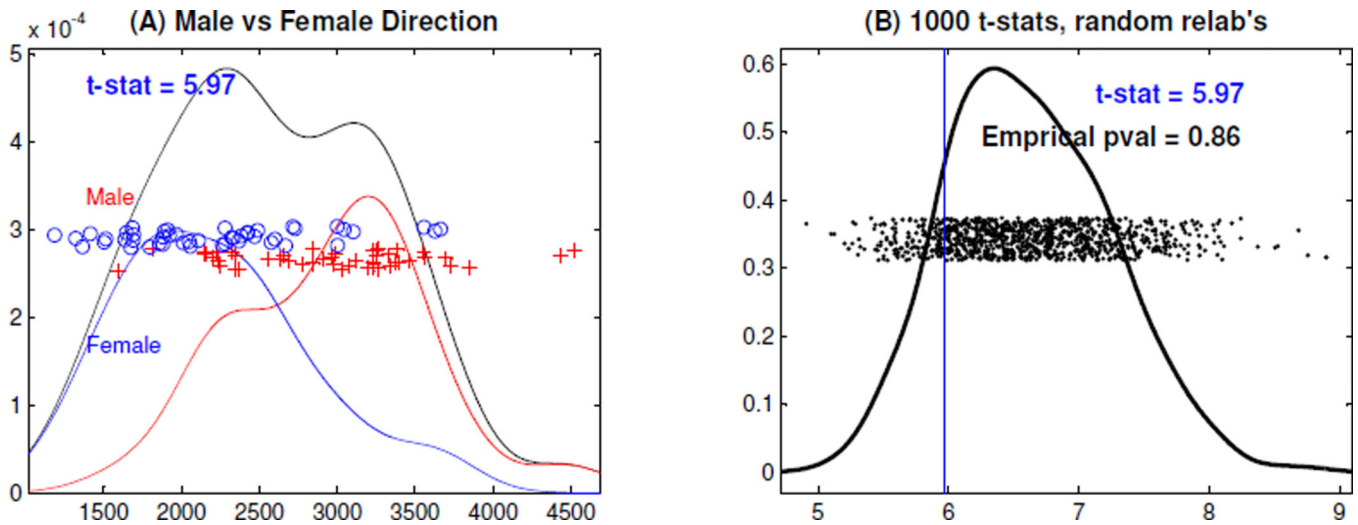 (A) Male vs Female Direction
x 10⁻⁴
t-stat = 5.97
Male
Female
5
4
3
2
1
0
1500 2000 2500 3000 3500 4000 4500
(B) 1000 t-stats, random relab's
t-stat = 5.97
Emprical pval = 0.86
0.6
0.5
0.4
0.3
0.2
0.1
0
5 6 7 8 9